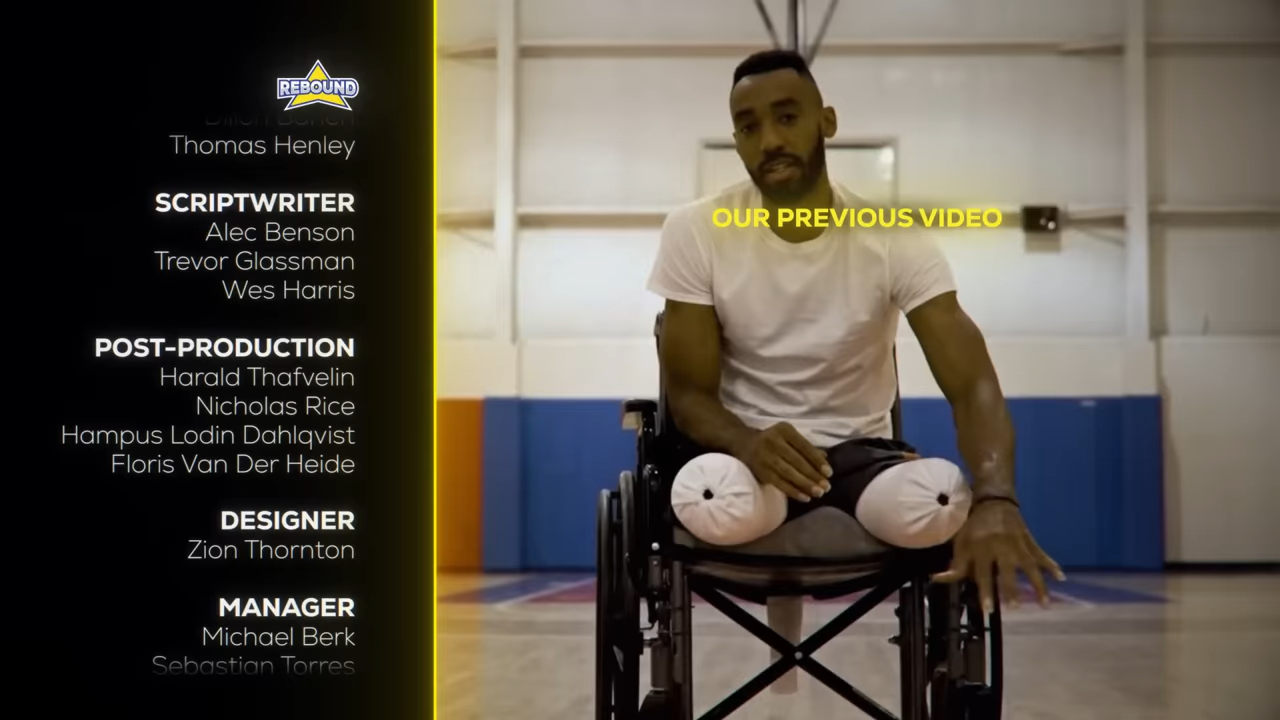 REBOUND
Thomas Henley
SCRIPTWRITER
Alec Benson
Trevor Glassman
Wes Harris
POST-PRODUCTION
Harald Thafvelin
Nicholas Rice
Hampus Lodin Dahlqvist
Floris Van Der Heide
DESIGNER
Zion Thornton
MANAGER
Michael Berk
Sebastian Torres
OUR PREVIOUS VIDEO